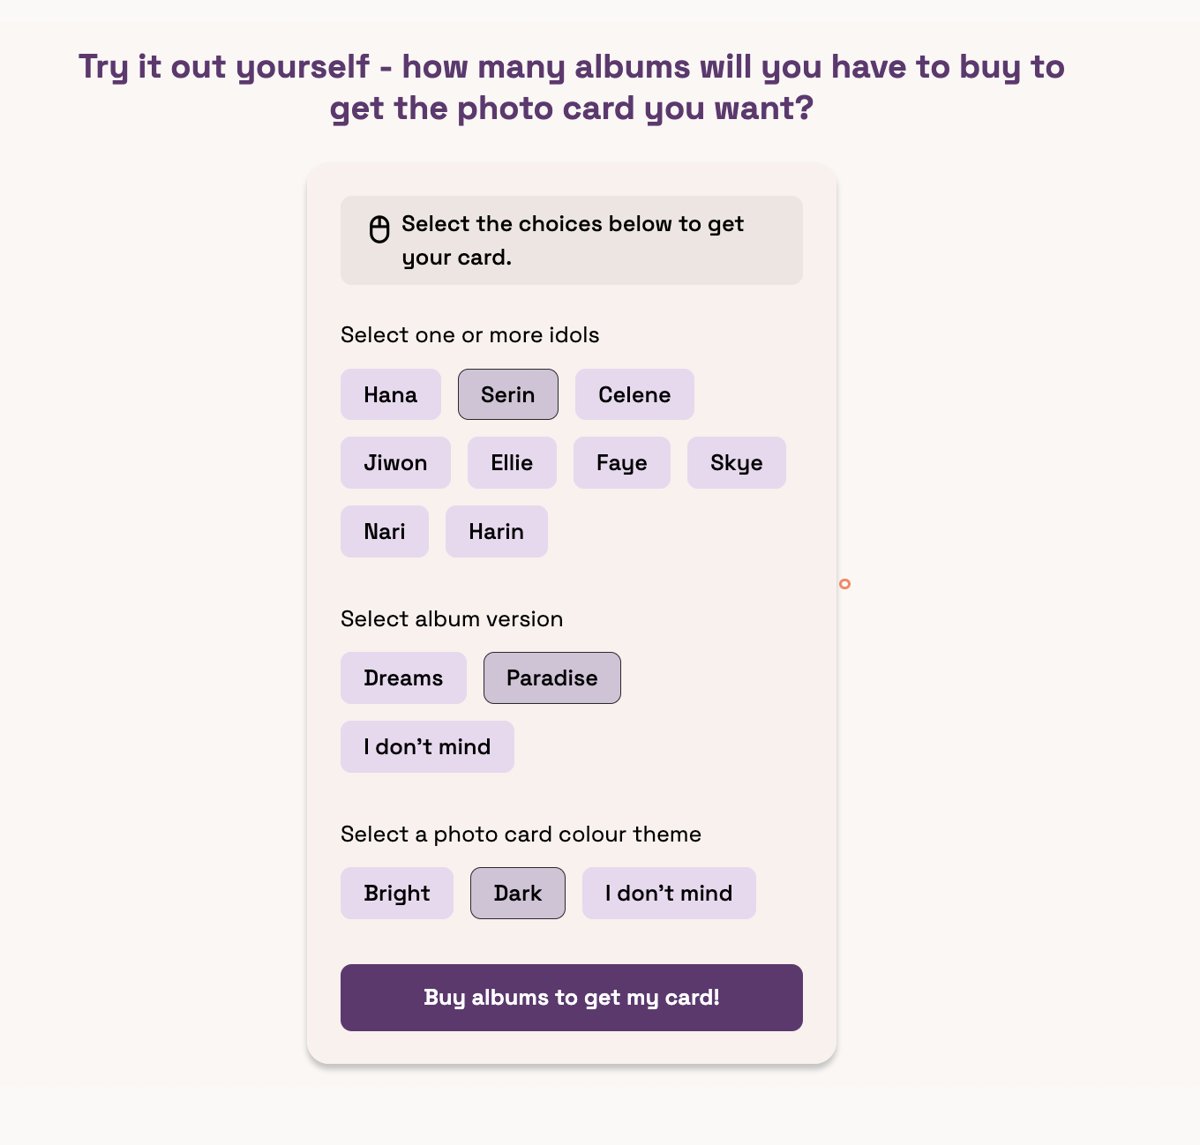 Try it out yourself - how many albums will you have to buy to
get the photo card you want?
Select the choices below to get
your card.
Select one or more idols
Hana Serin Celene
Jiwon Ellie Faye Skye
Nari Harin
Select album version
Dreams Paradise
I don’t mind
Select a photo card colour theme
Bright Dark I don’t mind
Buy albums to get my card!